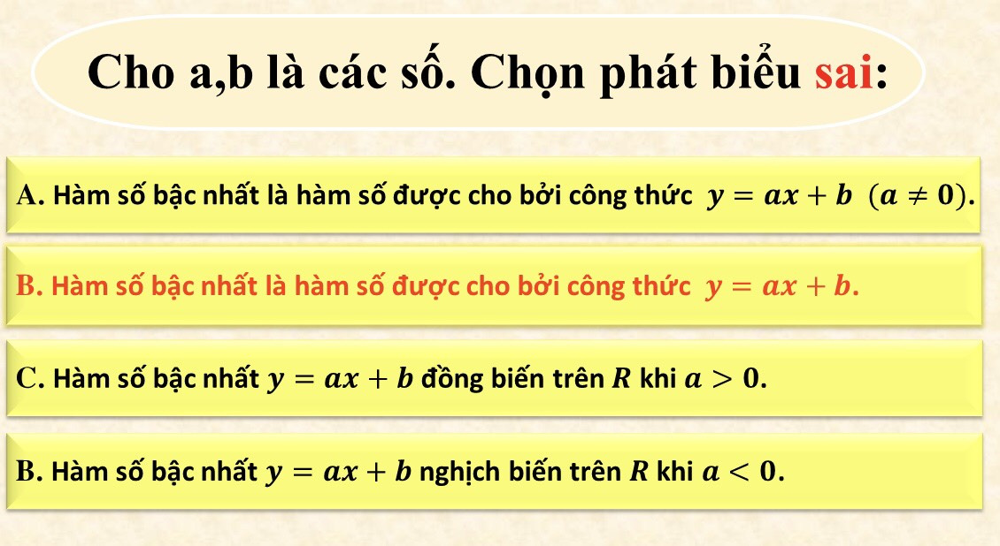 Cho a,b là các số. Chọn phát biểu sai:
A. Hàm số bậc nhất là hàm số được cho bởi công thức y = ax + b (a ≠ 0).
B. Hàm số bậc nhất là hàm số được cho bởi công thức y = ax + b.
C. Hàm số bậc nhất y = ax + b đồng biến trên R khi a > 0.
B. Hàm số bậc nhất y = ax + b nghịch biến trên R khi a < 0.